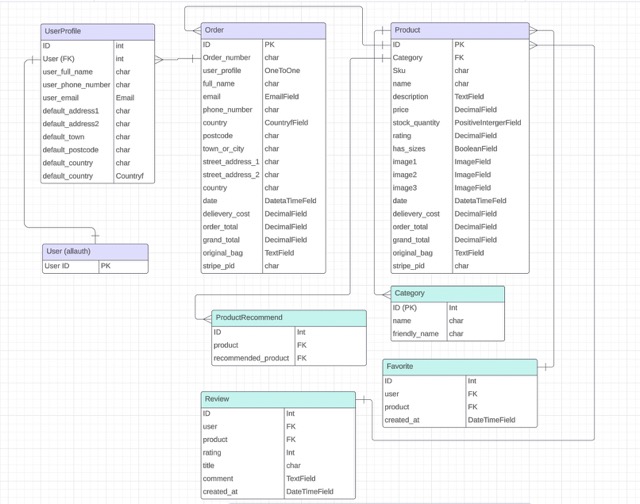 UserProfile
ID int
User (FK) int
user_full_name char
user_phone_number char
user_email Email
default_address1 char
default_address2 char
default_town char
default_postcode char
default_country char
default_country Countryf
User (allauth)
User ID PK
Order
ID PK
Order_number char
user_profile OneToOne
full_name char
email EmailField
phone_number char
country CountryfField
postcode char
town_or_city char
street_address_1 char
street_address_2 char
country char
date DatetaTimeFeld
delievery_cost DecimalField
order_total DecimalField
grand_total DecimalField
original_bag TextField
stripe_pid char
Product
ID PK
Category FK
Sku char
name char
description TextField
price DecimalField
stock_quantity PositiveIntergerField
rating DecimalField
has_sizes BooleanField
image1 ImageField
image2 ImageField
image3 ImageField
date DatetaTimeFeld
delievery_cost DecimalField
order_total DecimalField
grand_total DecimalField
original_bag TextField
stripe_pid char
Category
ID (PK) Int
name char
friendly_name char
ProductRecommend
ID Int
product FK
recommended_product FK
Favorite
ID Int
user FK
product FK
created_at DateTimeField
Review
ID Int
user FK
product FK
rating Int
title char
comment TextField
created_at DateTimeField